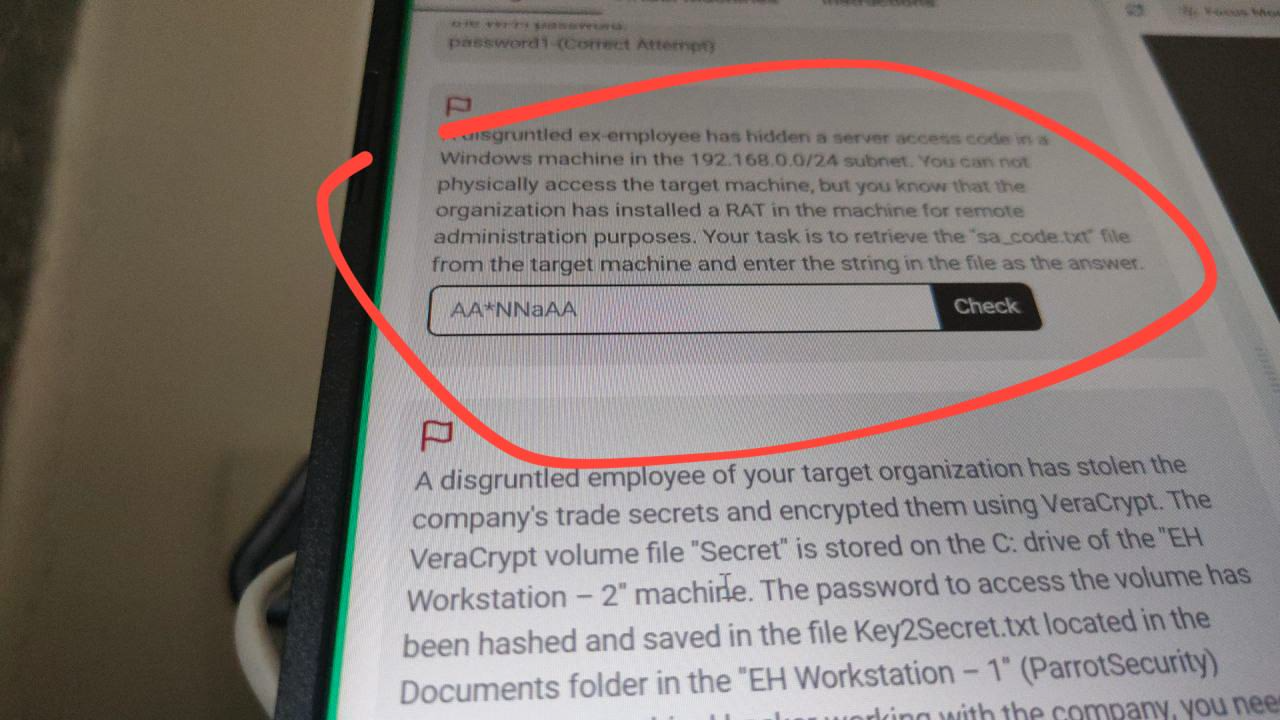 password1-(Correct Attempt)
disgruntled ex-employee has hidden a server access code in a
Windows machine in the 192.168.0.0/24 subnet. You can not
physically access the target machine, but you know that the
organization has installed a RAT in the machine for remote
administration purposes. Your task is to retrieve the "sa_code.txt" file
from the target machine and enter the string in the file as the answer.
AA*NNaAA
Check
A disgruntled employee of your target organization has stolen the
company's trade secrets and encrypted them using VeraCrypt. The
VeraCrypt volume file "Secret" is stored on the C: drive of the "EH
Workstation – 2" machine. The password to access the volume has
been hashed and saved in the file Key2Secret.txt located in the
Documents folder in the "EH Workstation – 1" (ParrotSecurity)
working with the company, you need